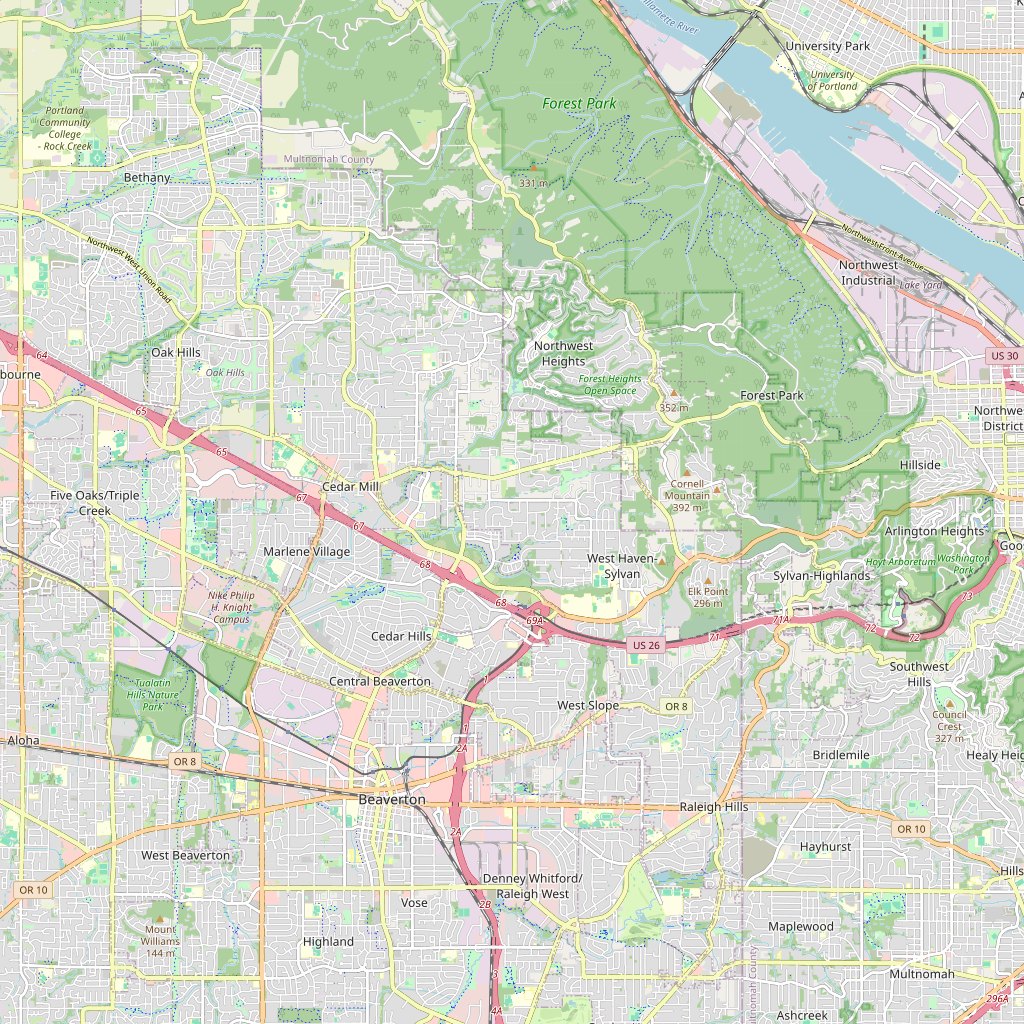 University Park
Willamette River
University
of Portland
Forest Park
Portland
Community
College
- Rock Creek
Multnomah County
Bethany
331 m
Northwest Front Avenue
Northwest West Union Road
Northwest
Industrial
Lake Yard
64
Oak Hills
Oak Hills
Northwest
Heights
US 30
bourne
Forest Heights
Open Space
352 m
Forest Park
65
Northwes
District
65
Hillside
Cedar Mill
67
Cornell
Mountain
392 m
Five Oaks/Triple
Creek
67
Arlington Heights
Marlene Village
68
West Haven-
Sylvan
Hoyt Arboretum
Washington
Park
Goos
Sylvan-Highlands
Nike Philip
H. Knight
Campus
68
Elk Point
296 m
73
69A
71A
72
72
Cedar Hills
71
US 26
Southwest
Hills
Tualatin
Hills Nature
Park
Central Beaverton
1
West Slope
OR 8
Council
Crest
327 m
1
Aloha
2A
Bridlemile
Healy Heig
OR 8
Beaverton
Raleigh Hills
2A
OR 10
West Beaverton
Hayhurst
Hills
OR 10
Denney Whitford/
Raleigh West
Vose
2B
Mount
Williams
144 m
Highland
Maplewood
Multnomah County
Multnomah
296A
4A
Ashcreek